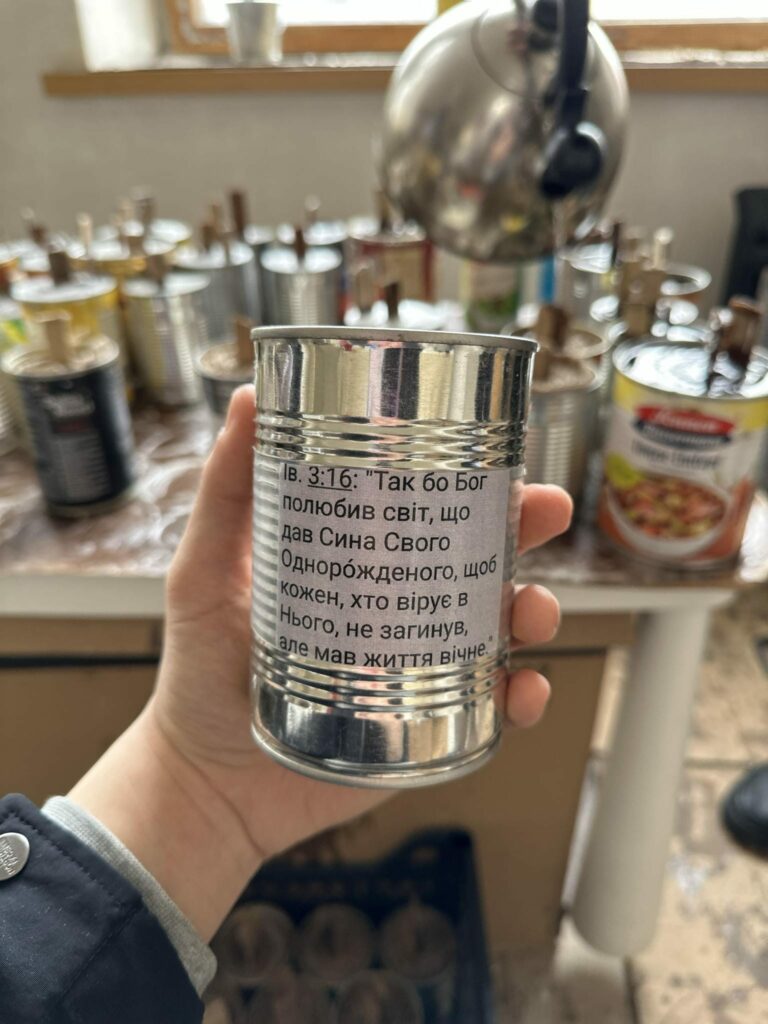 Ів. 3:16: "Так бо Бог
полюбив світ, що
дав Сина Свого
Одноро́жденого, щоб
кожен, хто вірує в
Нього, не загинув,
але мав життя вічне."